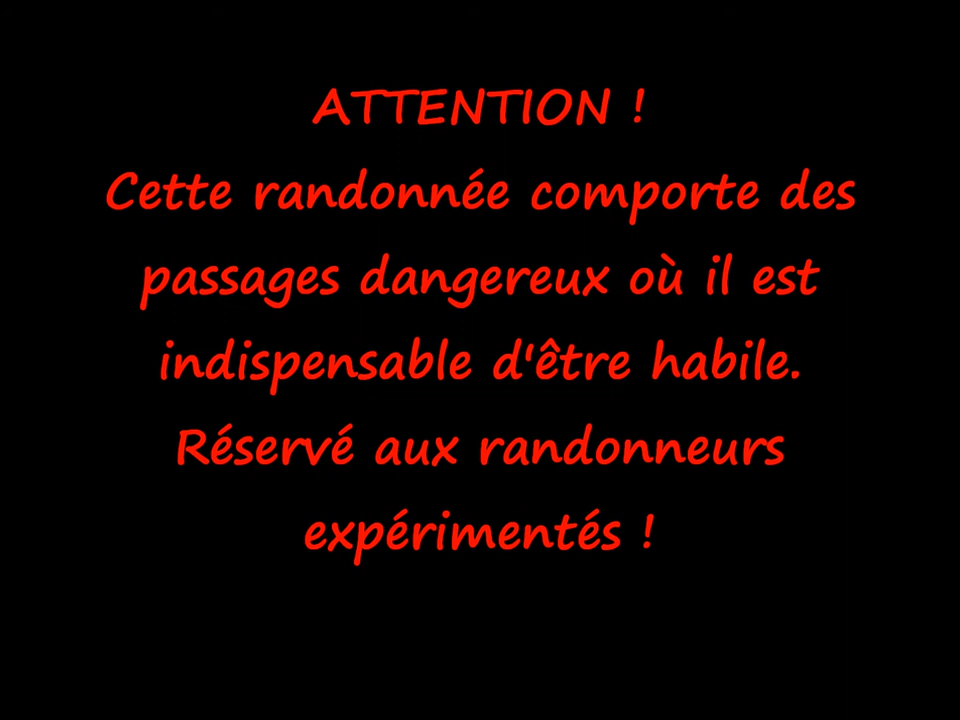 ATTENTION !
Cette randonnée comporte des
passages dangereux où il est
indispensable d'être habile.
Réservé aux randonneurs
expérimentés !